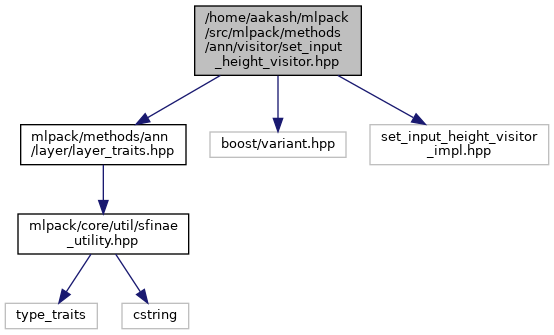 /home/aakash/mlpack
/src/mlpack/methods
/ann/visitor/set_input
_height_visitor.hpp
mlpack/methods/ann
/layer/layer_traits.hpp
boost/variant.hpp
set_input_height_visitor
_impl.hpp
mlpack/core/util/sfinae
_utility.hpp
type_traits
cstring